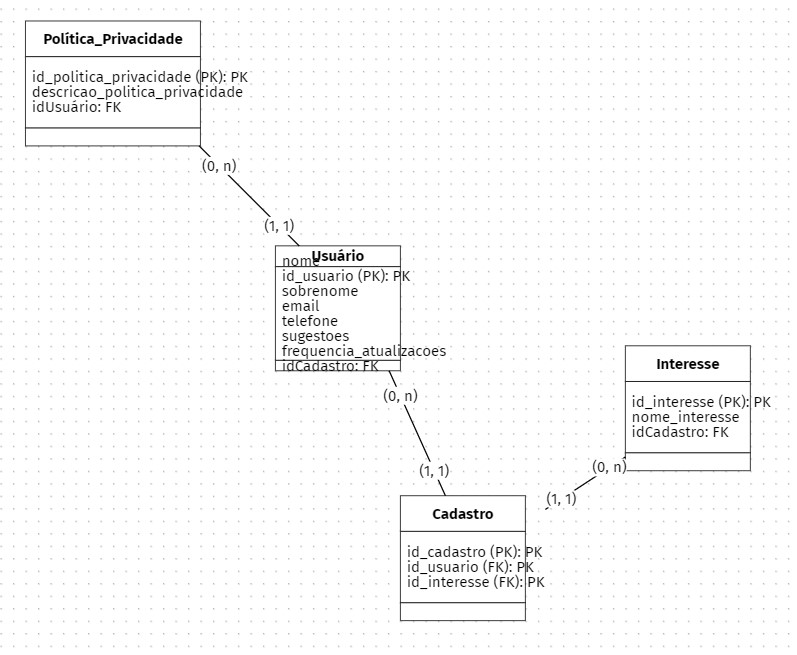 Política_Privacidade
id_politica_privacidade (PK): PK
descricao_politica_privacidade
idUsuário: FK
(0, n)
(1, 1)
Usuário
nome
id_usuario (PK): PK
sobrenome
email
telefone
sugestoes
frequencia_atualizacoes
idCadastro: FK
(0, n)
(1, 1)
Interesse
id_interesse (PK): PK
nome_interesse
idCadastro: FK
(0, n)
(1, 1)
Cadastro
id_cadastro (PK): PK
id_usuario (FK): PK
id_interesse (FK): PK